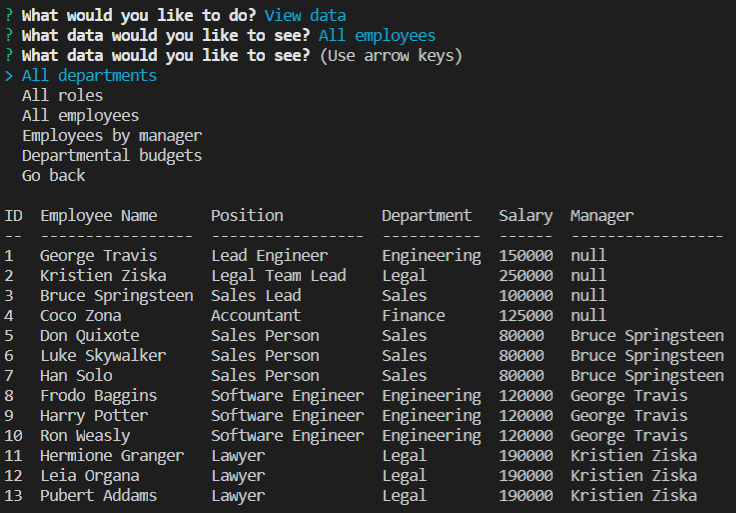 ? What would you like to do? View data
? What data would you like to see? All employees
? What data would you like to see? (Use arrow keys)
> All departments
  All roles
  All employees
  Employees by manager
  Departmental budgets
  Go back

ID  Employee Name      Position           Department   Salary  Manager
--  -----------------  -----------------  -----------  ------  -----------------
1   George Travis      Lead Engineer      Engineering  150000  null
2   Kristien Ziska     Legal Team Lead    Legal        250000  null
3   Bruce Springsteen  Sales Lead         Sales        100000  null
4   Coco Zona          Accountant         Finance      125000  null
5   Don Quixote        Sales Person       Sales        80000   Bruce Springsteen
6   Luke Skywalker     Sales Person       Sales        80000   Bruce Springsteen
7   Han Solo           Sales Person       Sales        80000   Bruce Springsteen
8   Frodo Baggins      Software Engineer  Engineering  120000  George Travis
9   Harry Potter       Software Engineer  Engineering  120000  George Travis
10  Ron Weasly         Software Engineer  Engineering  120000  George Travis
11  Hermione Granger   Lawyer             Legal        190000  Kristien Ziska
12  Leia Organa        Lawyer             Legal        190000  Kristien Ziska
13  Pubert Addams      Lawyer             Legal        190000  Kristien Ziska